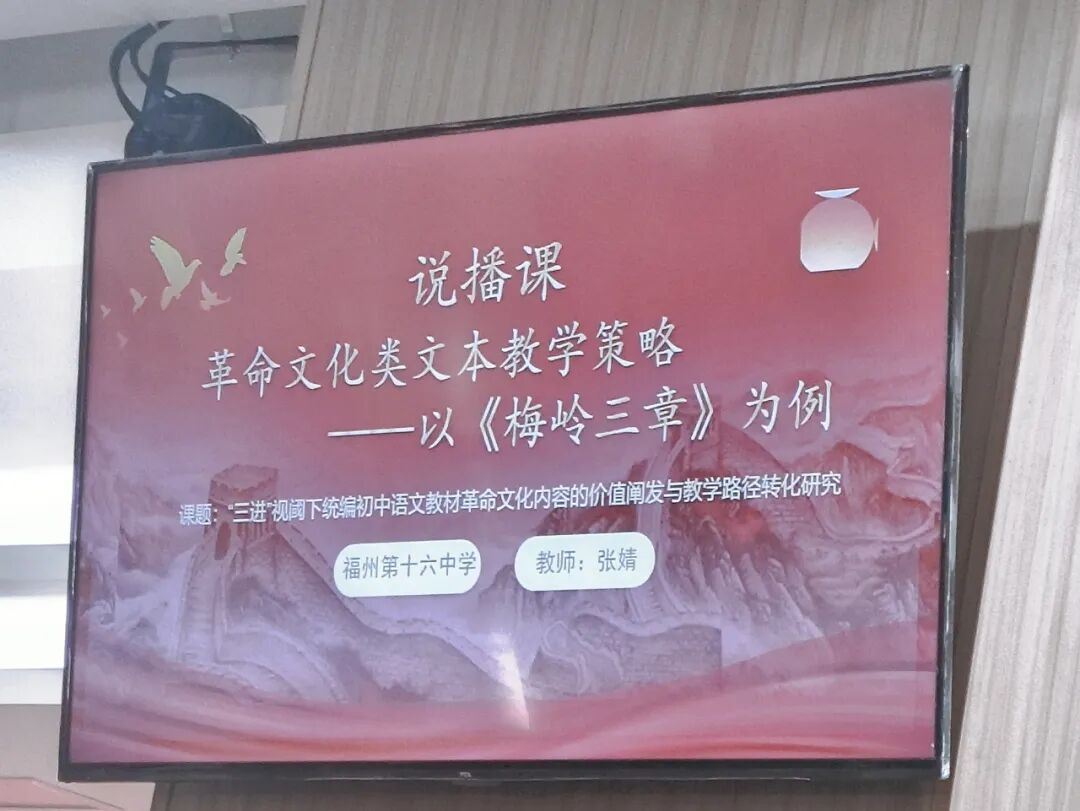 说播课
革命文化类文本教学策略
——以《梅岭三章》为例
课题：“三进”视阈下统编初中语文教材革命文化内容的价值阐发与教学路径转化研究
福州第十六中学
教师：张婧